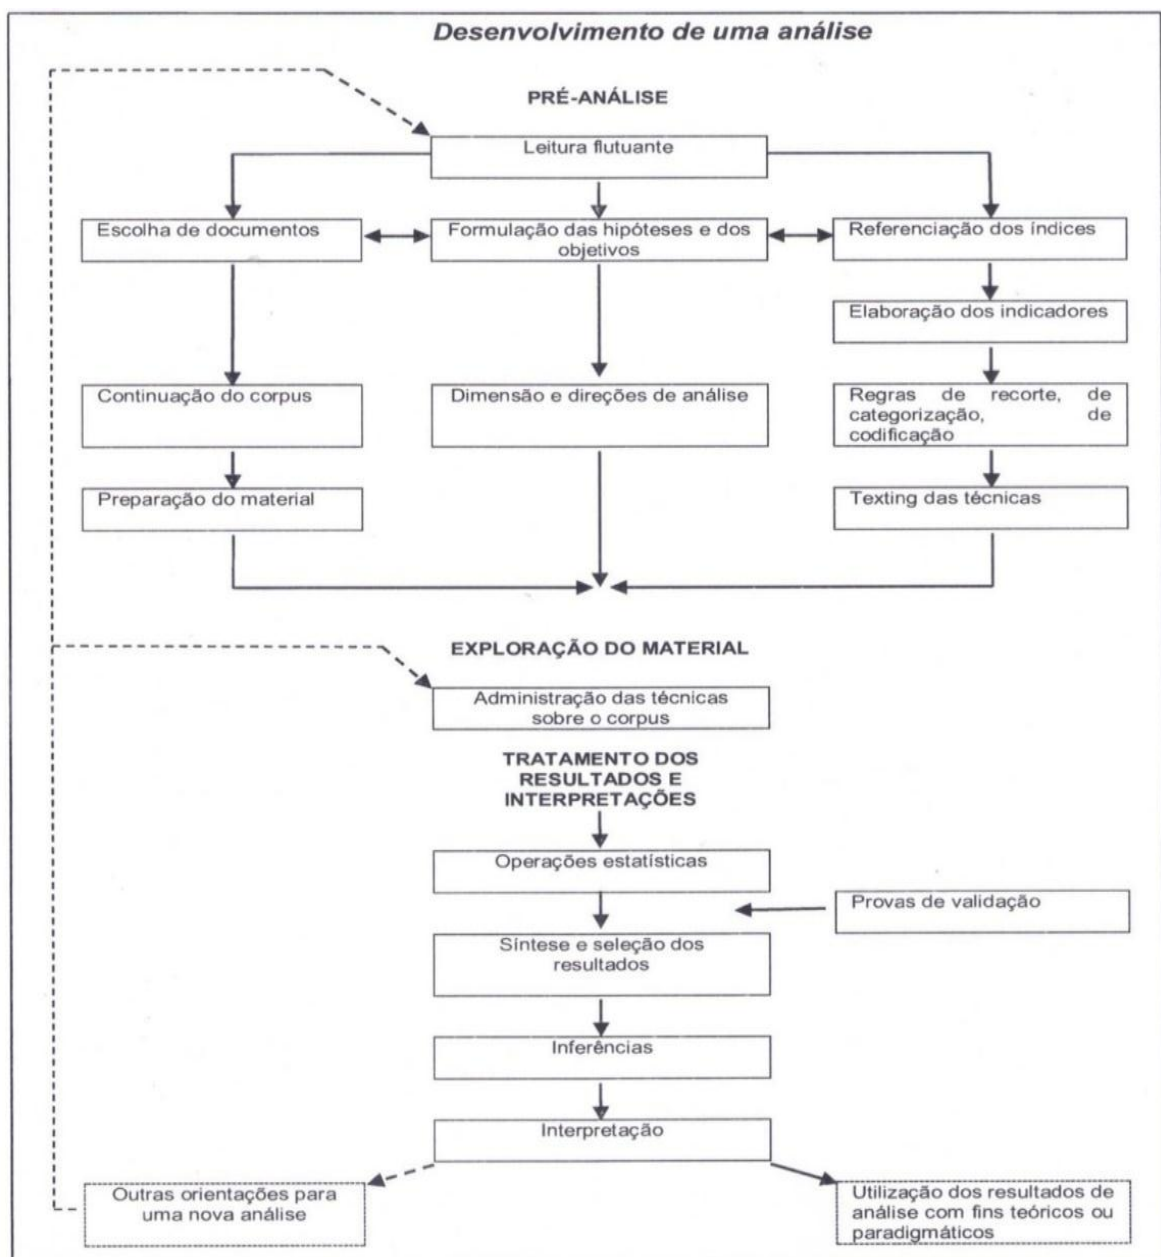 Desenvolvimento de uma análise
PRÉ-ANÁLISE
Leitura flutuante
Escolha de documentos
Formulação das hipóteses e dos
objetivos
Referenciação dos índices
Elaboração dos indicadores
Continuação do corpus
Dimensão e direções de análise
Regras de recorte, de
categorização, de
codificação
Preparação do material
Texting das técnicas
EXPLORAÇÃO DO MATERIAL
Administração das técnicas
sobre o corpus
TRATAMENTO DOS
RESULTADOS E
INTERPRETAÇÕES
Operações estatísticas
Provas de validação
Síntese e seleção dos
resultados
Inferências
Interpretação
Outras orientações para
uma nova análise
Utilização dos resultados de
análise com fins teóricos ou
paradigmáticos